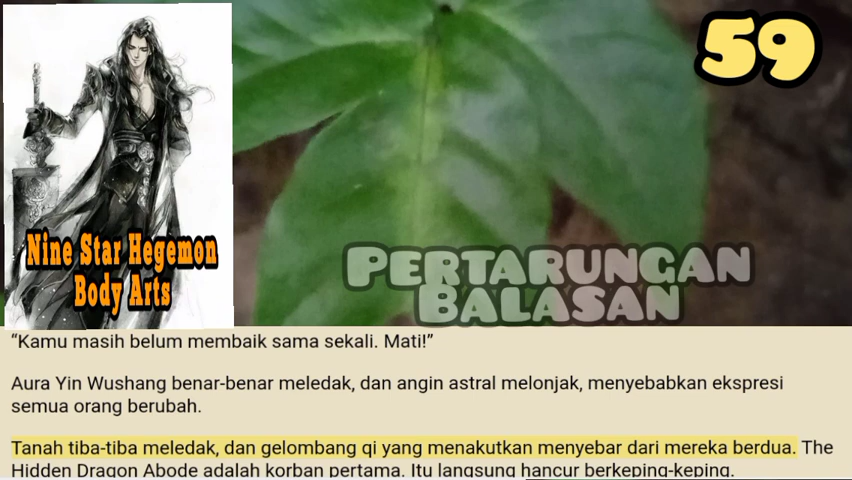 59
Nine Star Hegemon
Body Arts
PERTARUNGAN
BALASAN
“Kamu masih belum membaik sama sekali. Mati!”
Aura Yin Wushang benar-benar meledak, dan angin astral melonjak, menyebabkan ekspresi
semua orang berubah.
Tanah tiba-tiba meledak, dan gelombang qi yang menakutkan menyebar dari mereka berdua. The
Hidden Dragon Abode adalah korban pertama. Itu langsung hancur berkeping-keping.